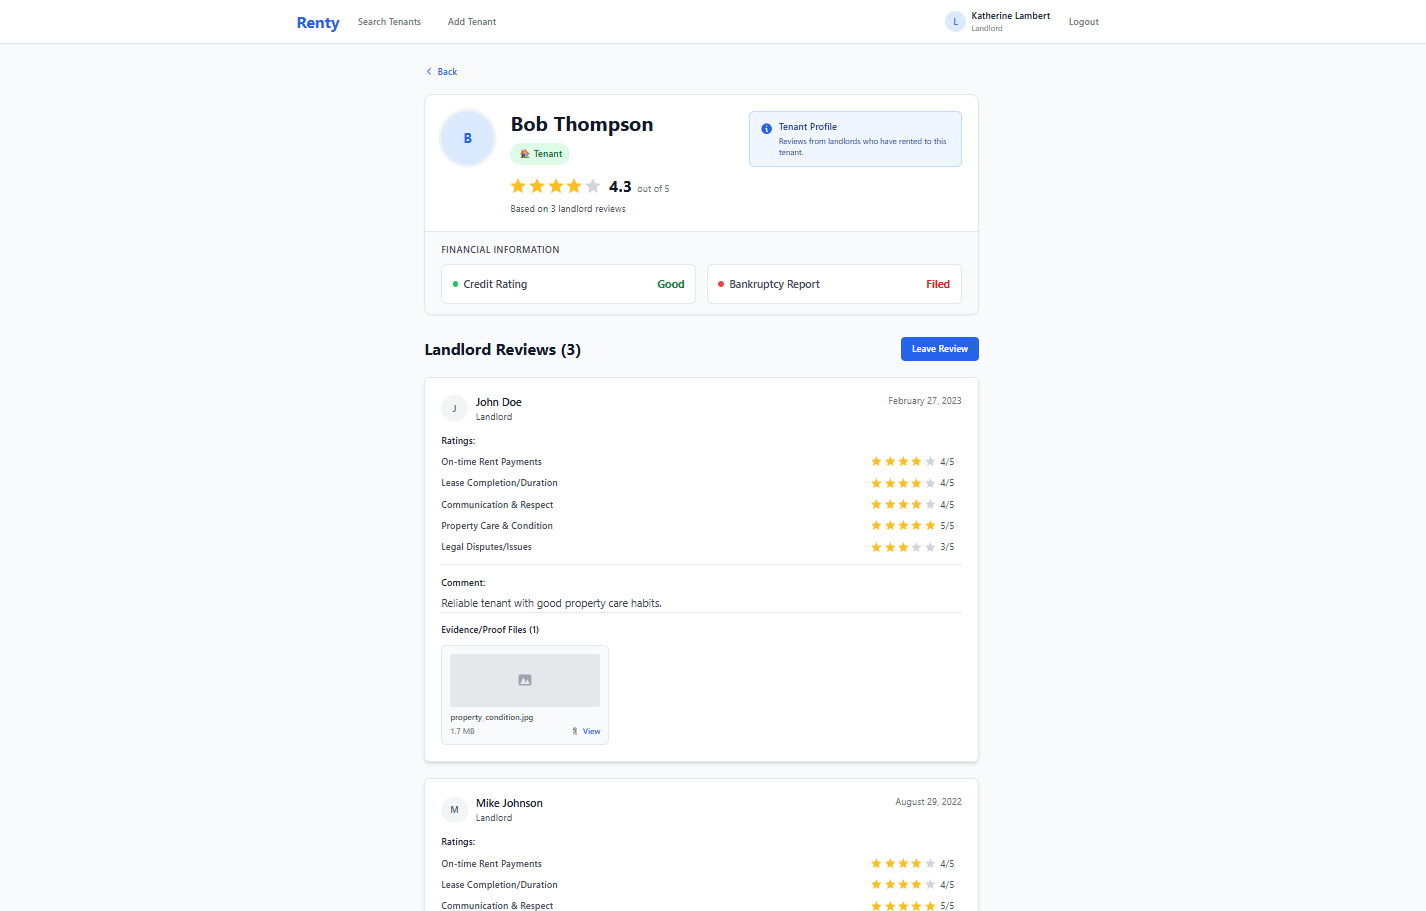 Renty
Search Tenants
Add Tenant
L
Katherine Lambert
Landlord
Logout
Back
B
Bob Thompson
Tenant
4.3 out of 5
Based on 3 landlord reviews
Tenant Profile
Reviews from landlords who have rented to this
tenant.
FINANCIAL INFORMATION
Credit Rating Good
Bankruptcy Report Filed
Landlord Reviews (3)
Leave Review
J
John Doe
Landlord
February 27, 2023
Ratings:
On-time Rent Payments 4/5
Lease Completion/Duration 4/5
Communication & Respect 4/5
Property Care & Condition 5/5
Legal Disputes/Issues 3/5
Comment:
Reliable tenant with good property care habits.
Evidence/Proof Files (1)
property_condition.jpg
1.7 MB
View
M
Mike Johnson
Landlord
August 29, 2022
Ratings:
On-time Rent Payments 4/5
Lease Completion/Duration 4/5
Communication & Respect 5/5